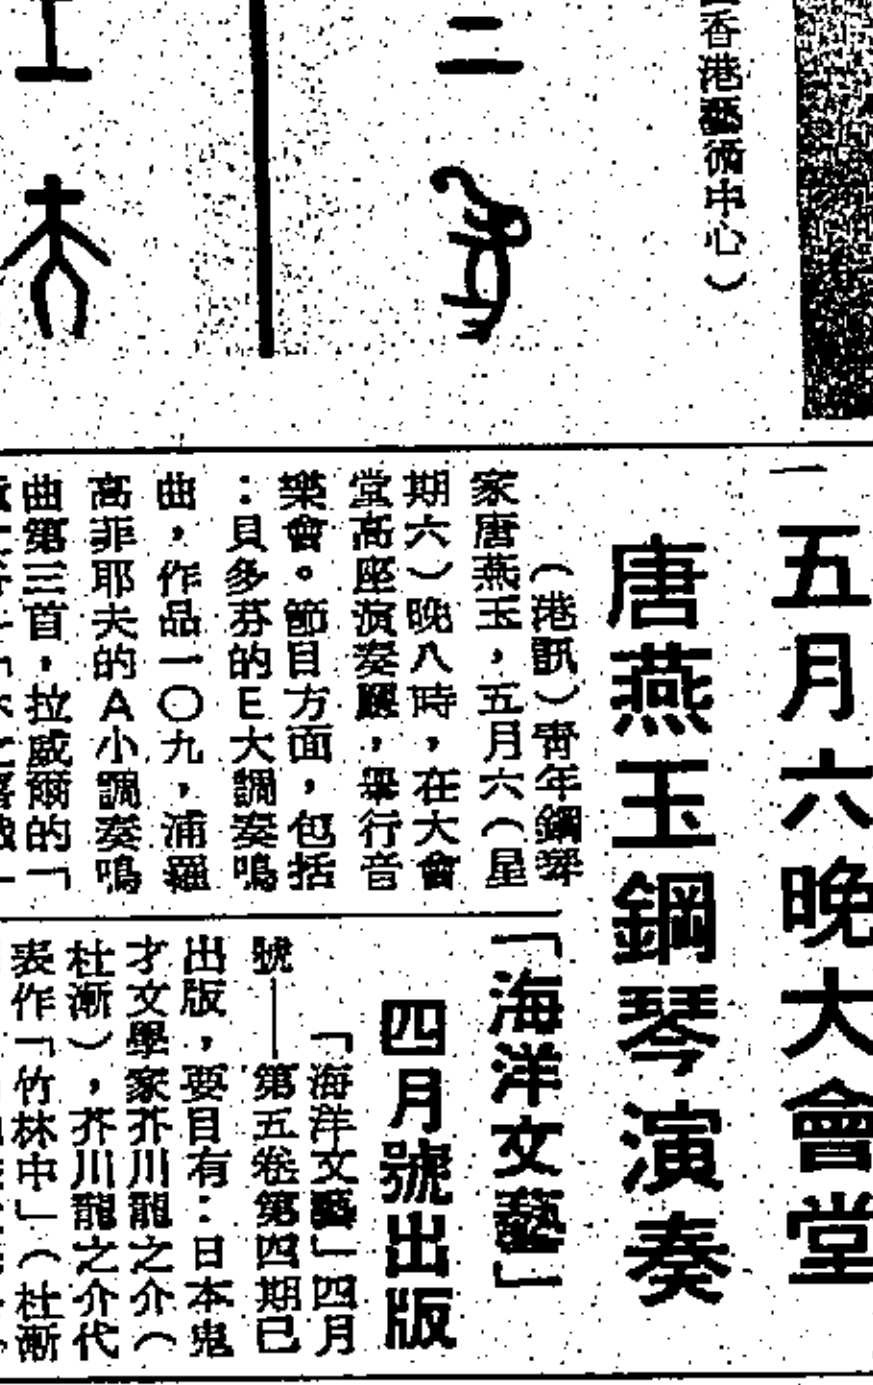 香港藝術中心）
二
五月六晚大會堂
唐燕玉鋼琴演奏
（港訊）青年鋼琴
家唐燕玉，五月六（星
期六）晚八時，在大會
堂高座演奏廳，舉行音
樂會。節目方面，包括
：貝多芬的E大調奏鳴
曲，作品一〇九，浦羅
高菲耶夫的A小調奏鳴
曲第三首，拉威爾的「
「海洋文藝」
四月號出版
「海洋文藝」四月
號──第五卷第四期已
出版，要目有：日本鬼
才文學家芥川龍之介（
杜漸），芥川龍之介代
表作「竹林中」（杜漸